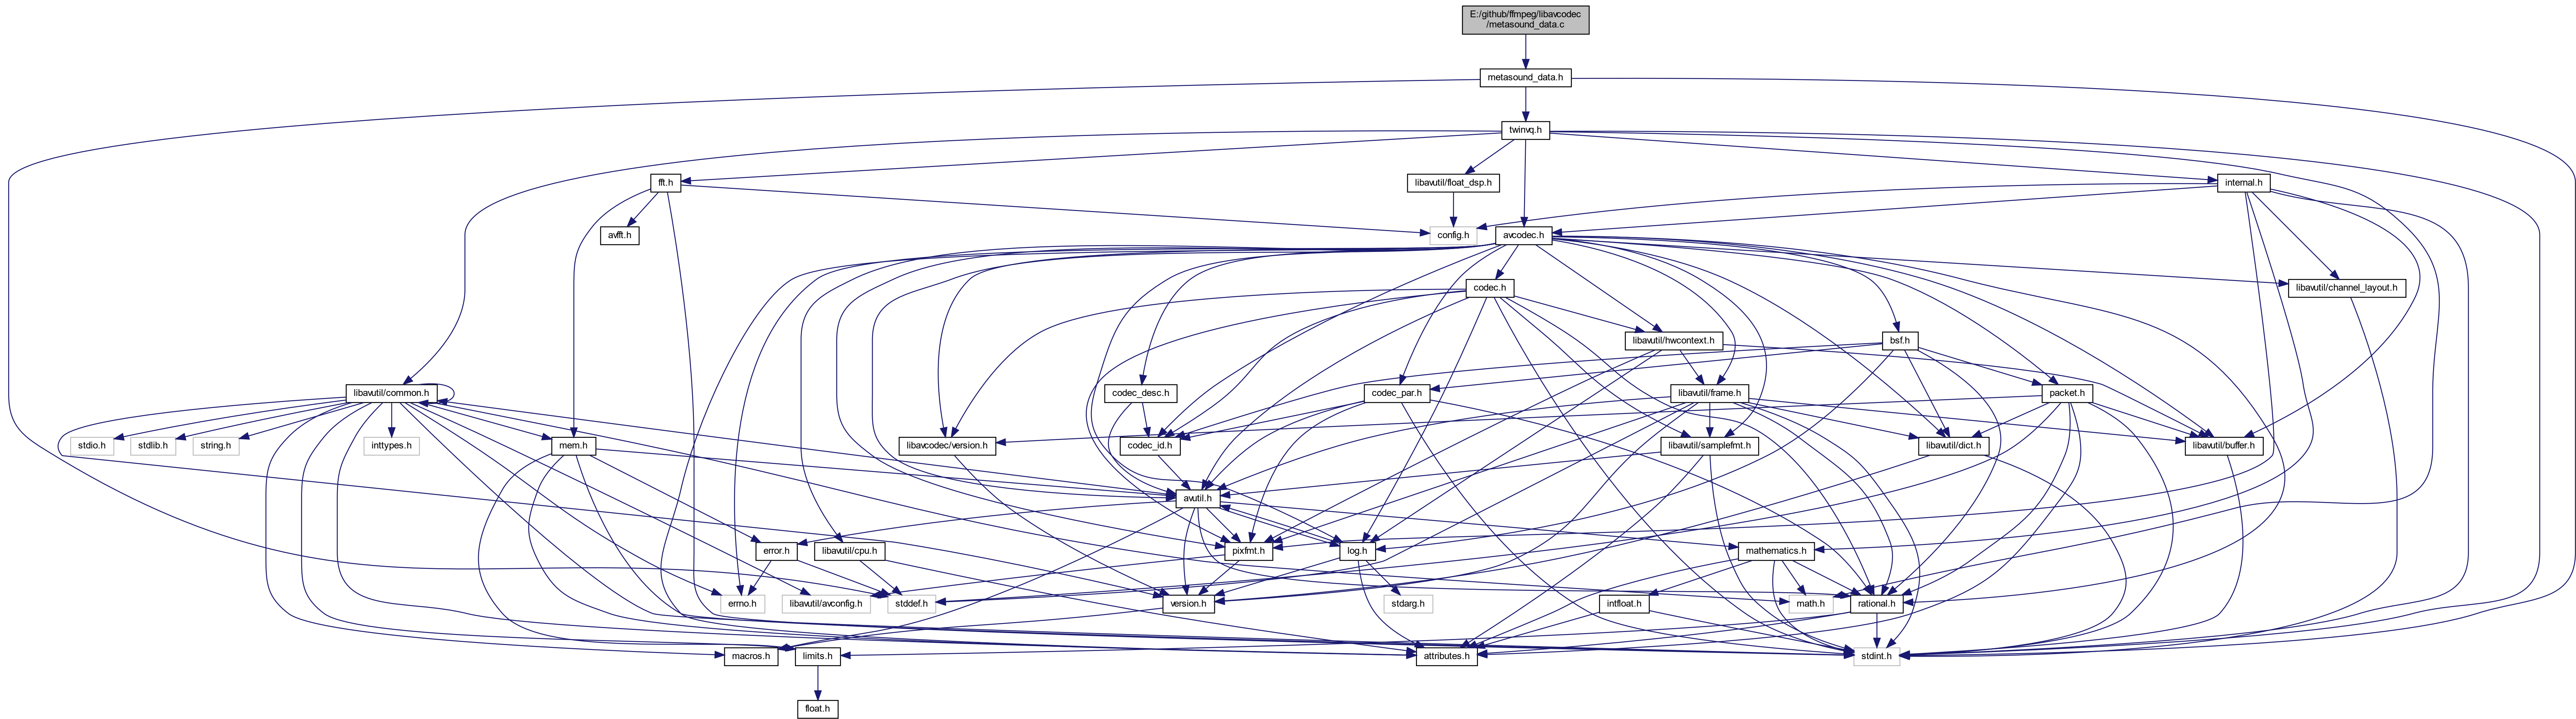 E:/github/ffmpeg/libavcodec
/metasound_data.c
metasound_data.h
twinvq.h
fft.h
libavutil/float_dsp.h
internal.h
avfft.h
config.h
avcodec.h
codec.h
libavutil/channel_layout.h
libavutil/hwcontext.h
bsf.h
libavutil/common.h
codec_desc.h
codec_par.h
libavutil/frame.h
packet.h
stdio.h
stdlib.h
string.h
inttypes.h
mem.h
libavcodec/version.h
codec_id.h
libavutil/samplefmt.h
libavutil/dict.h
libavutil/buffer.h
avutil.h
error.h
libavutil/cpu.h
pixfmt.h
log.h
mathematics.h
errno.h
libavutil/avconfig.h
stddef.h
version.h
stdarg.h
intfloat.h
math.h
rational.h
macros.h
limits.h
attributes.h
stdint.h
float.h